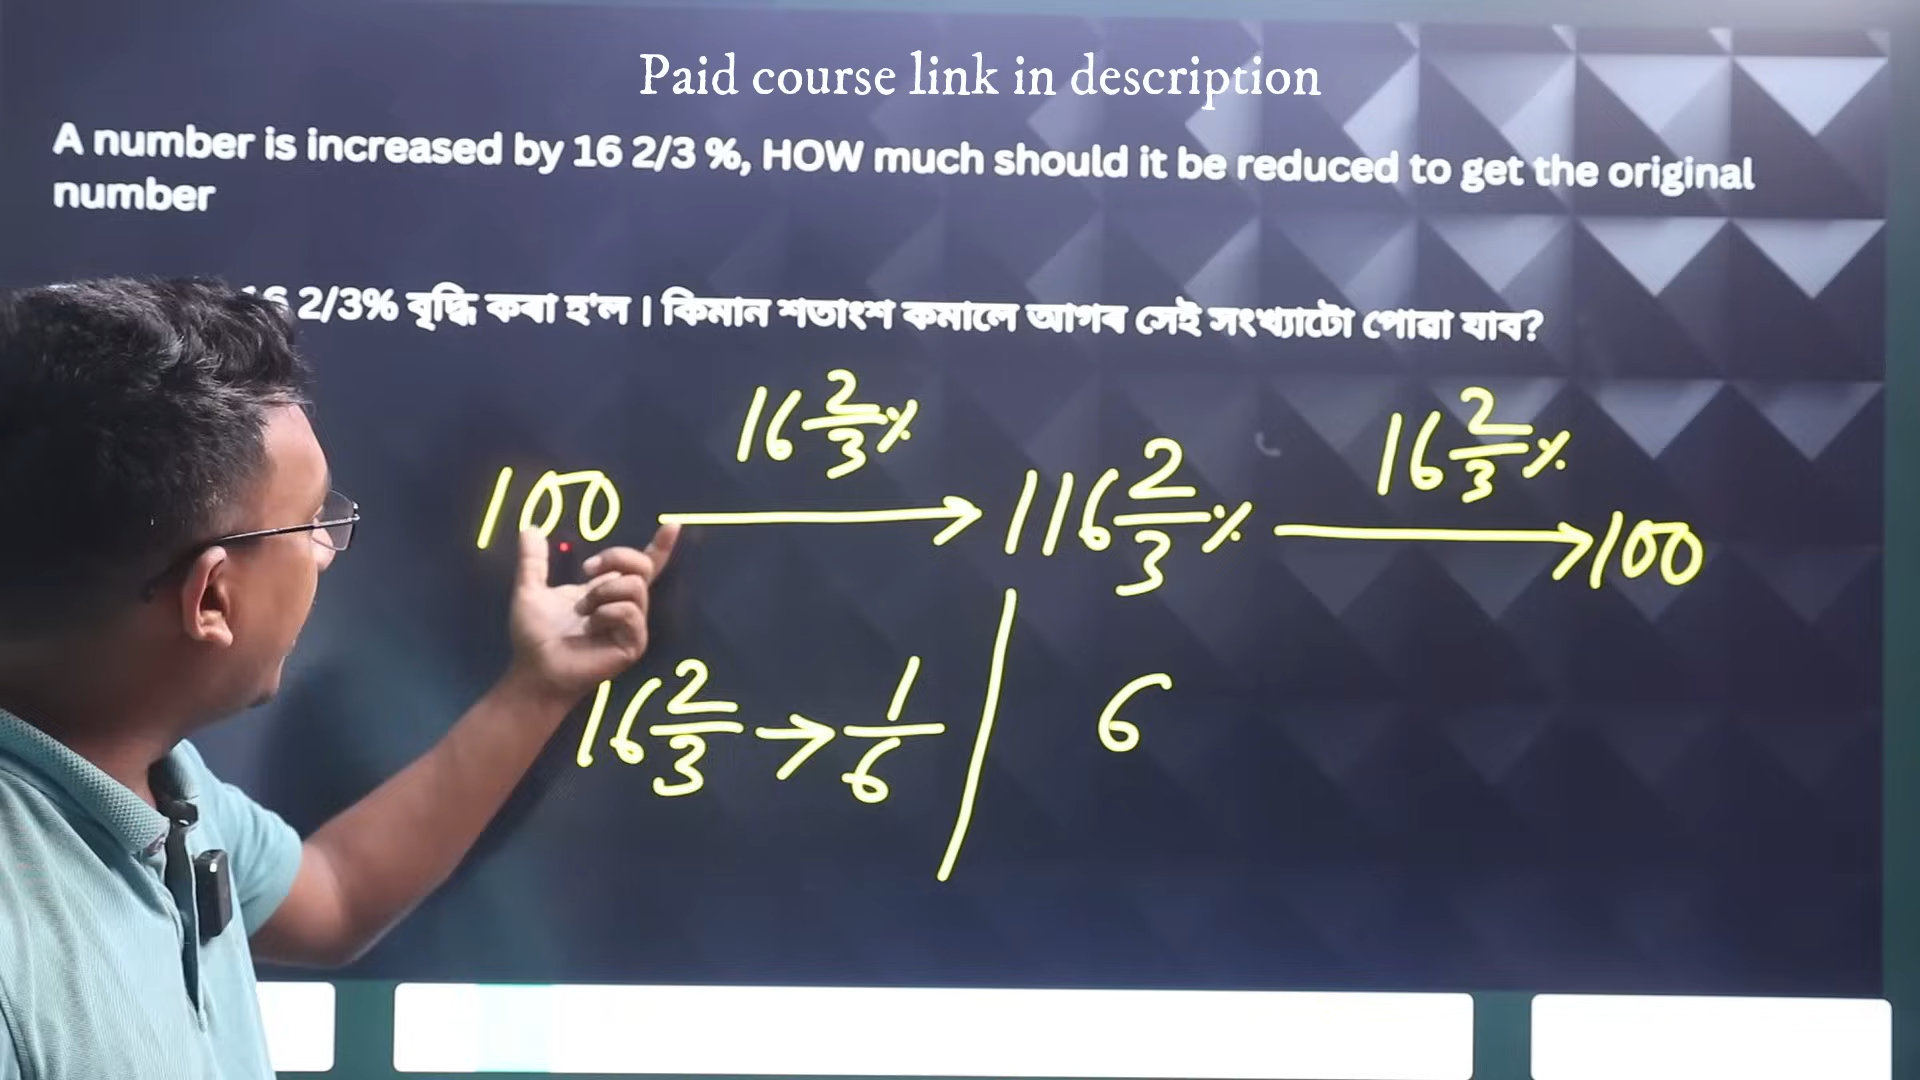 Paid course link in description
A number is increased by 16 2/3 %, HOW much should it be reduced to get the original
number
16 2/3% বৃদ্ধি কৰা হ'ল । কিমান শতাংশ কমালে আগৰ সেই সংখ্যাটো পোৱা যাব?
16 2/3 % 16 2/3 %
100 → 116 2/3 % → 100
16 2/3 → 1/6 6